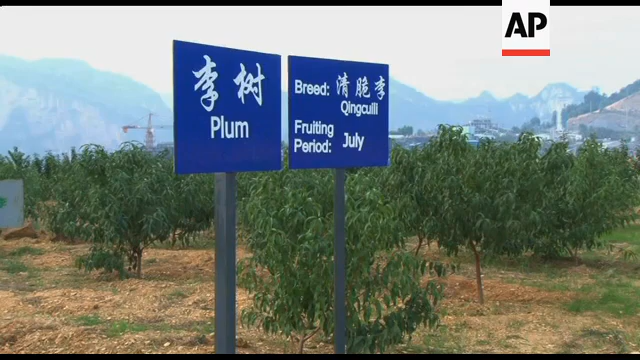 AP
李树
Plum
Breed: 清脆李
Qingcuili
Fruiting
Period: July